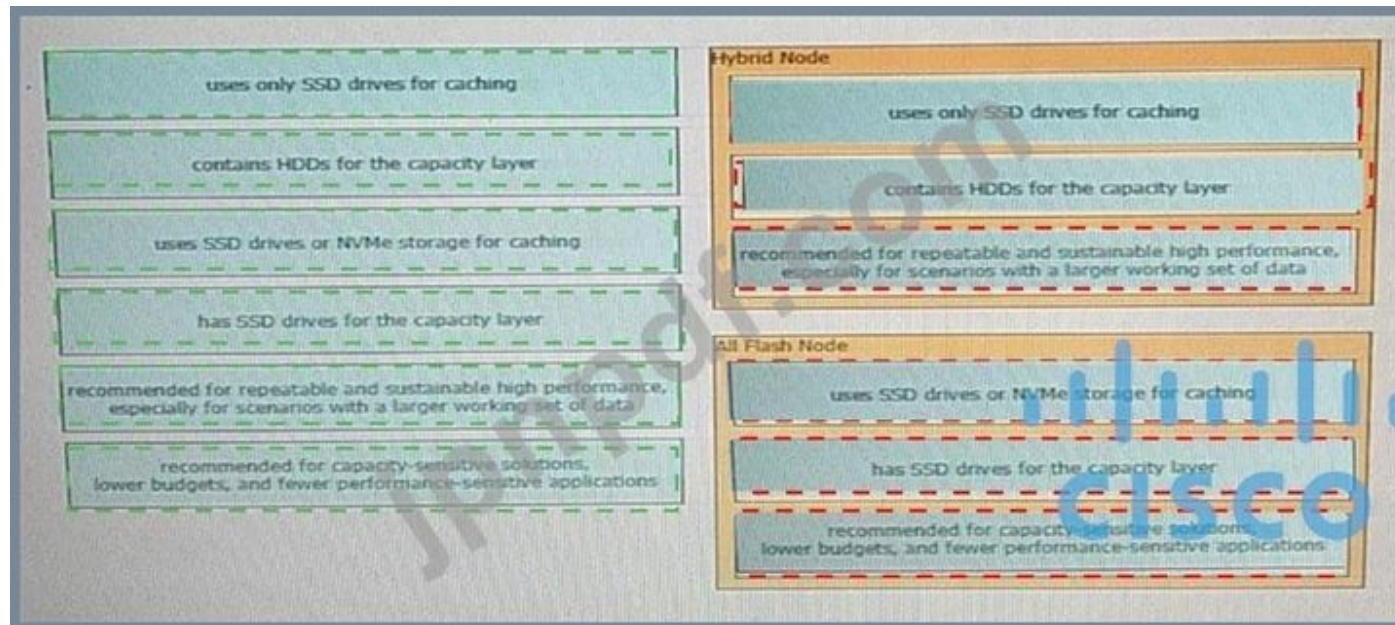 uses only SSD drives for caching
contains HDDs for the capacity layer
uses SSD drives or NVMe storage for caching
has SSD drives for the capacity layer
recommended for repeatable and sustainable high performance,
especially for scenarios with a larger working set of data
recommended for capacity-sensitive solutions,
lower budgets, and fewer performance-sensitive applications
Hybrid Node
uses only SSD drives for caching
contains HDDs for the capacity layer
recommended for repeatable and sustainable high performance,
especially for scenarios with a larger working set of data
All Flash Node
uses SSD drives or NVMe storage for caching
has SSD drives for the capacity layer
recommended for capacity-sensitive solutions,
lower budgets, and fewer performance-sensitive applications
jpnpdf.com
CISCO